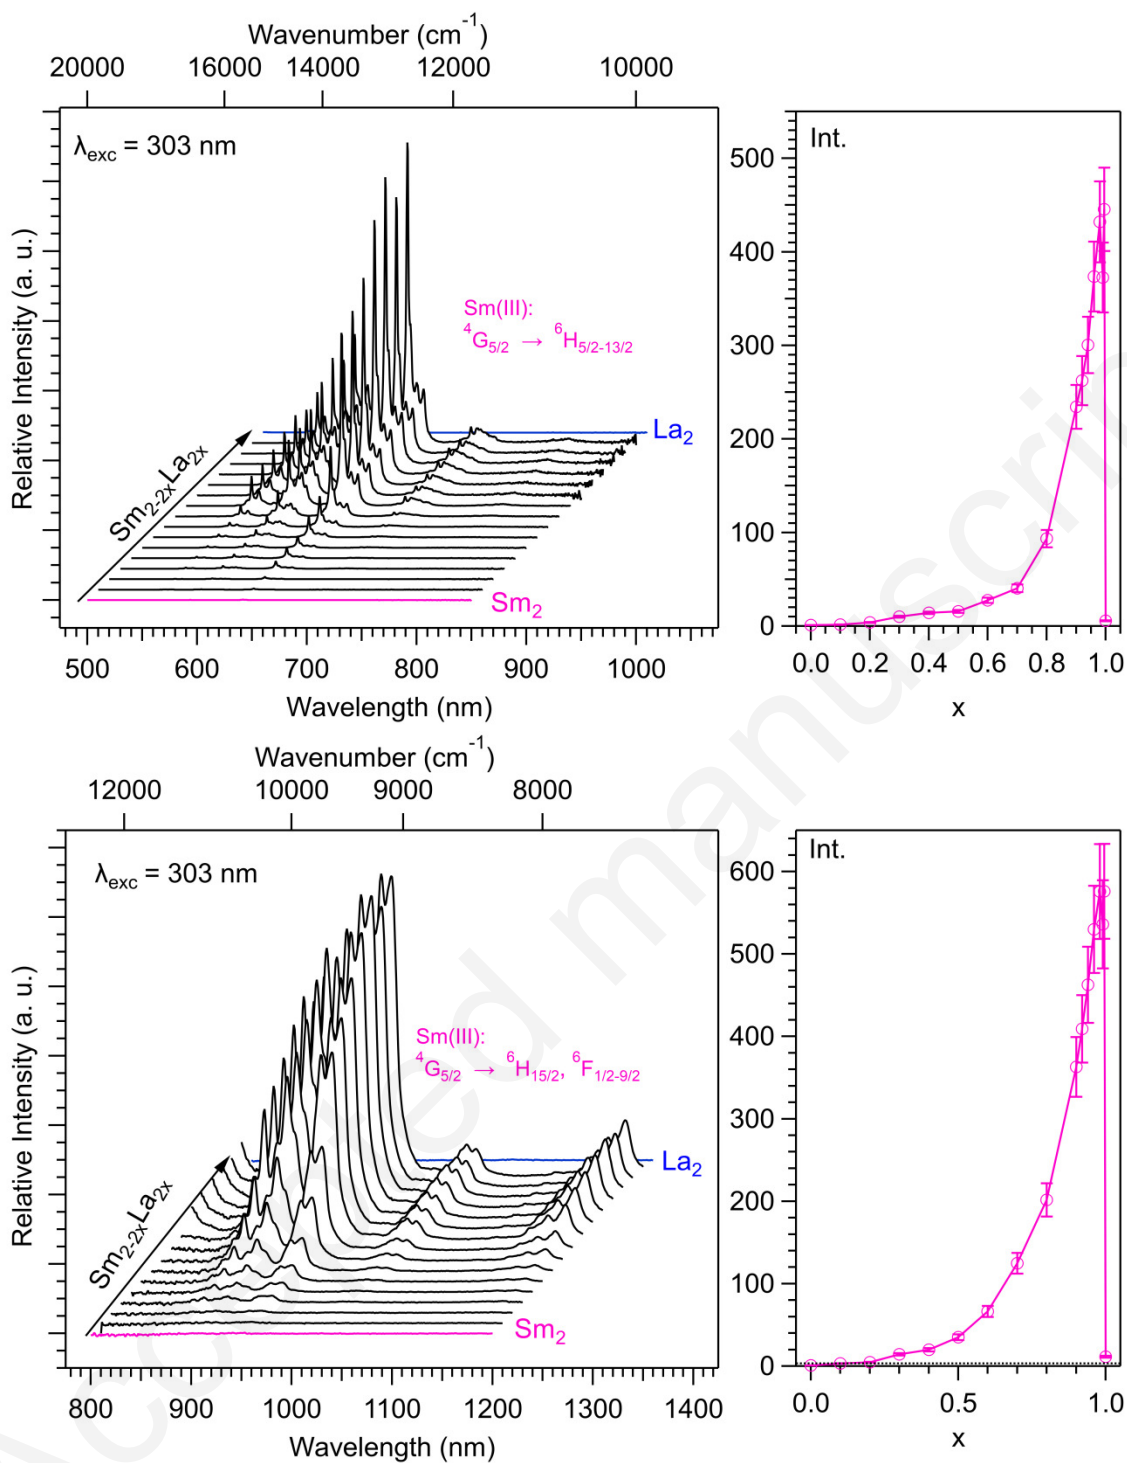 Wavenumber (cm⁻¹)
20000 16000 14000 12000 10000
λexc = 303 nm
Relative Intensity (a. u.)
Sm(III):
⁴G5/2 → ⁶H5/2-13/2
La2
Sm2-2xLa2x
Sm2
500 600 700 800 900 1000
Wavelength (nm)
Int.
500
400
300
200
100
0
0.0 0.2 0.4 0.6 0.8 1.0
x
Wavenumber (cm⁻¹)
12000 10000 9000 8000
λexc = 303 nm
Relative Intensity (a. u.)
Sm(III):
⁴G5/2 → ⁶H15/2, ⁶F1/2-9/2
La2
Sm2-2xLa2x
Sm2
800 900 1000 1100 1200 1300 1400
Wavelength (nm)
Int.
600
500
400
300
200
100
0
0.0 0.5 1.0
x
Accepted manuscrip